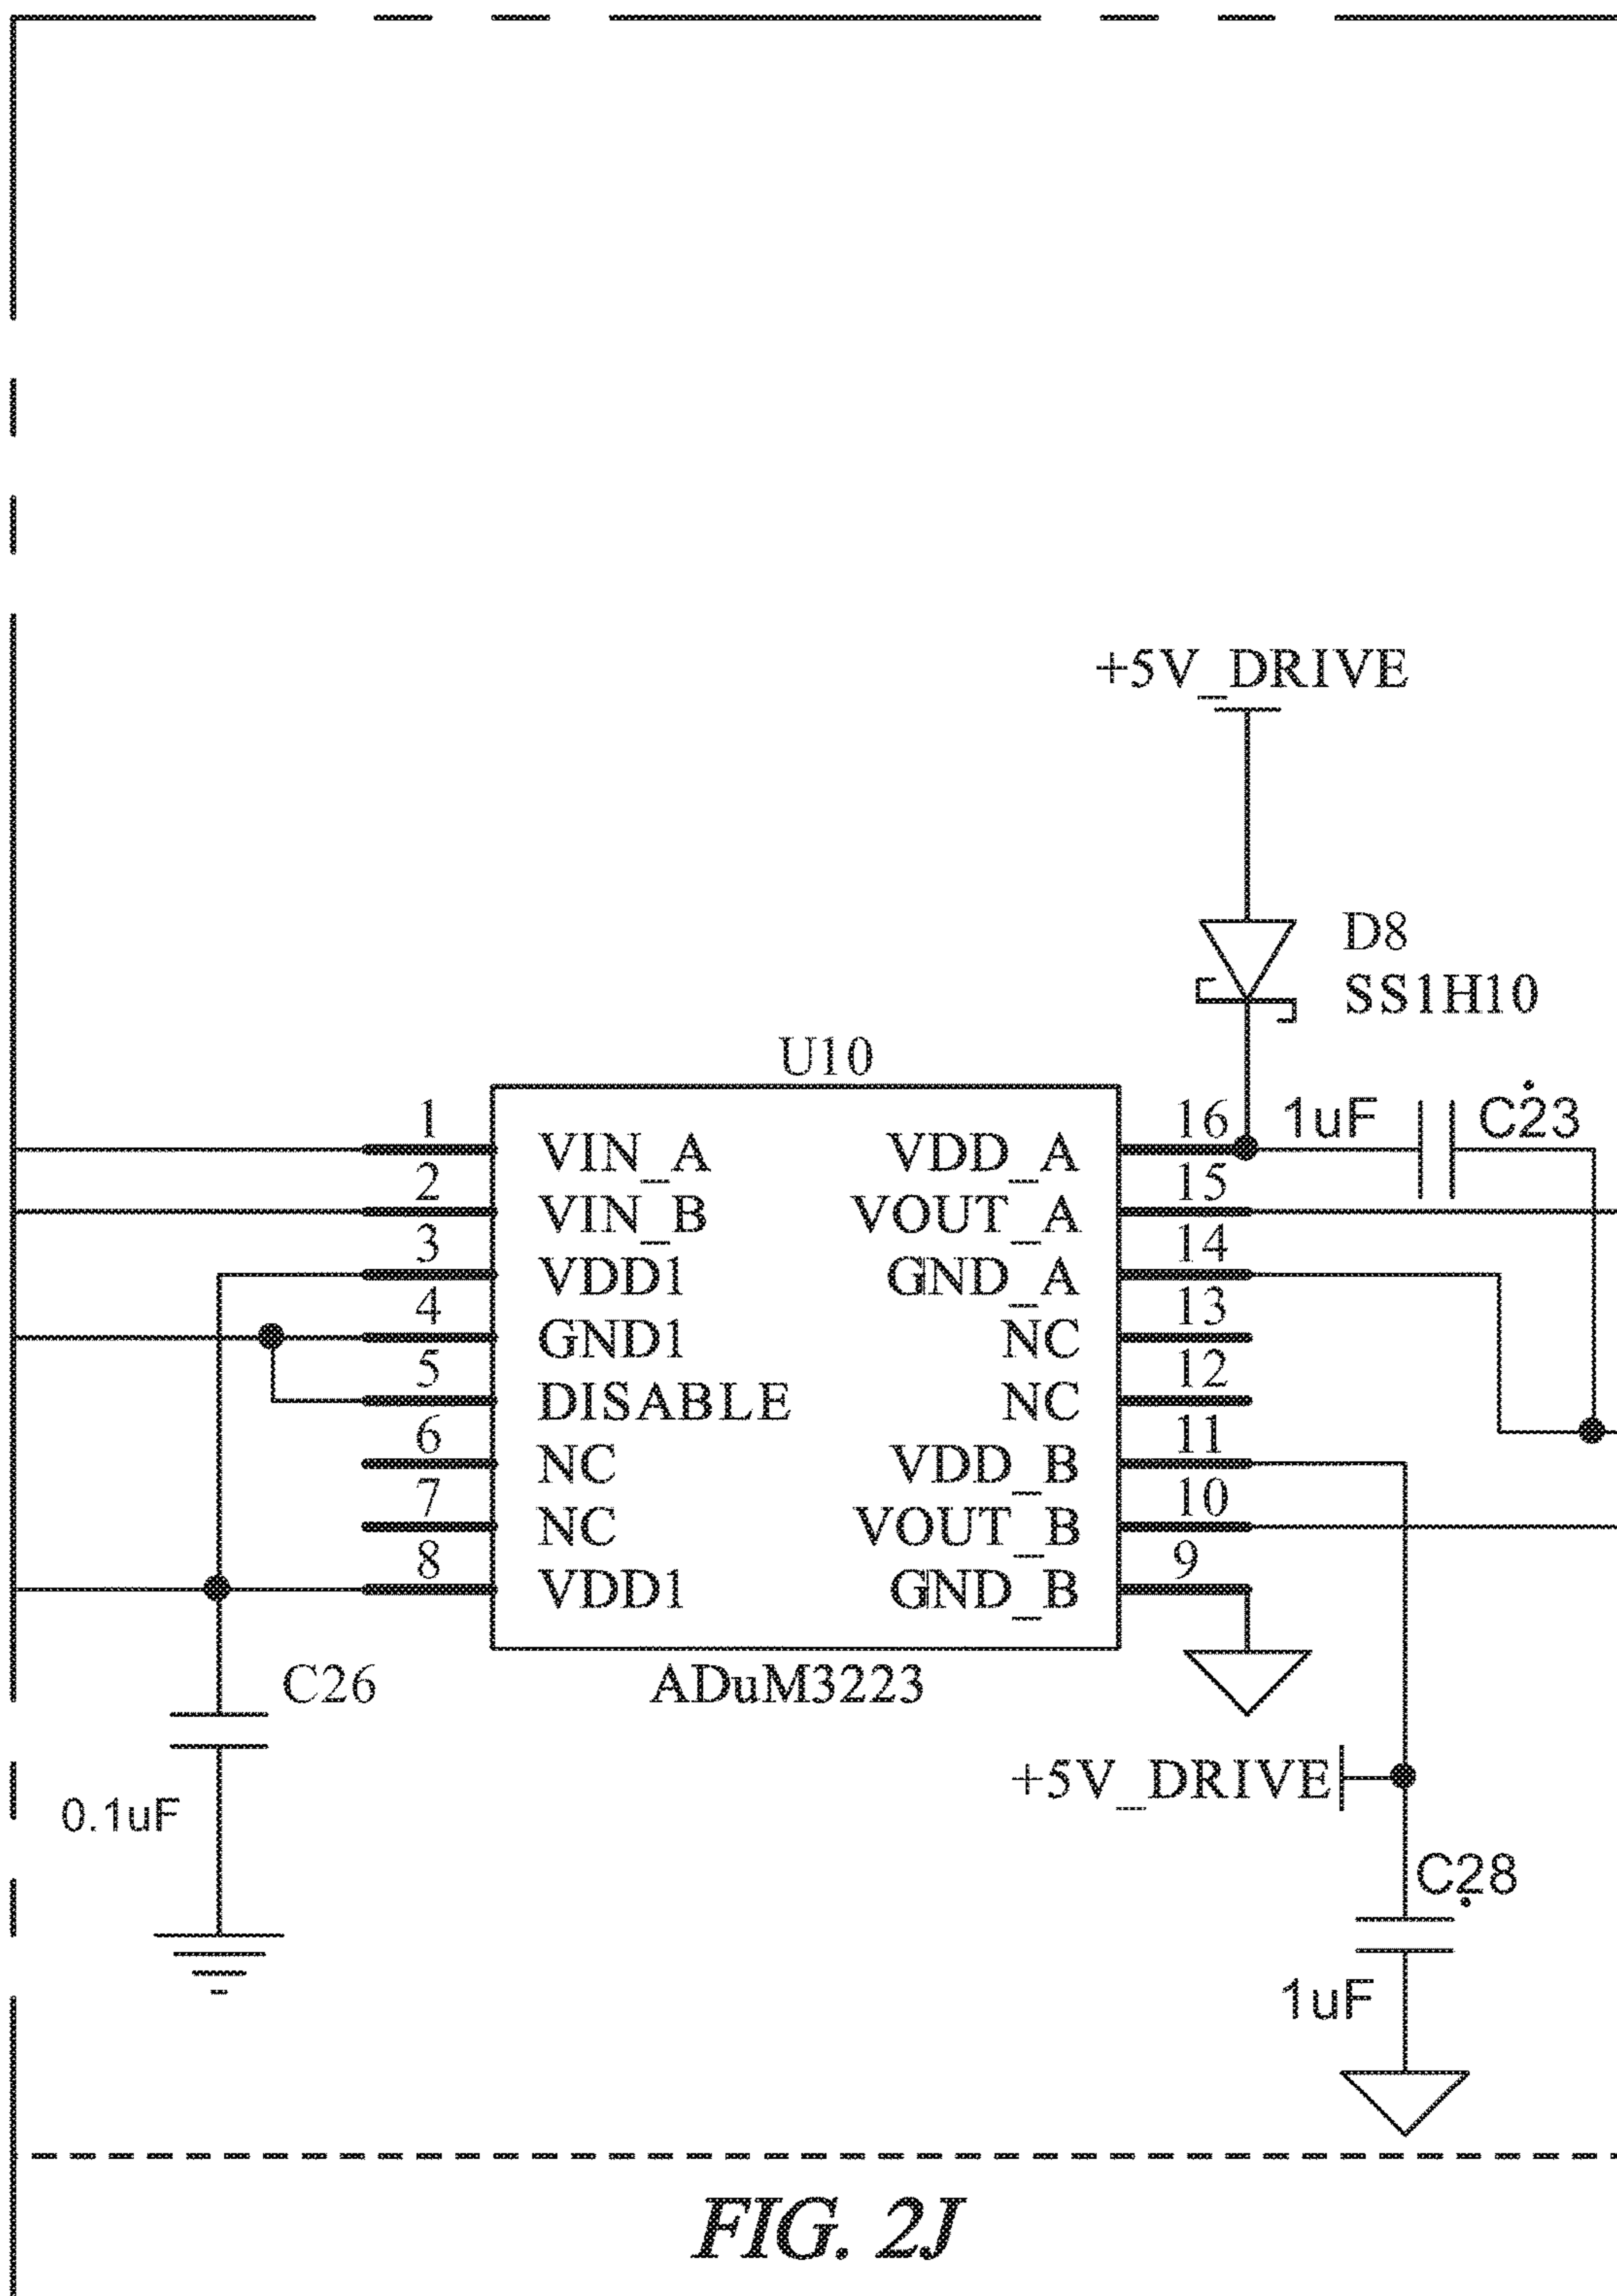 +5V_DRIVE
D8
SS1H10
U10
1 VIN_A VDD_A 16 1uF C23
2 VIN_B VOUT_A 15
3 VDD1 GND_A 14
4 GND1 NC 13
5 DISABLE NC 12
6 NC VDD_B 11
7 NC VOUT_B 10
8 VDD1 GND_B 9
C26 ADuM3223
+5V_DRIVE
0.1uF
C28
1uF
FIG. 2J